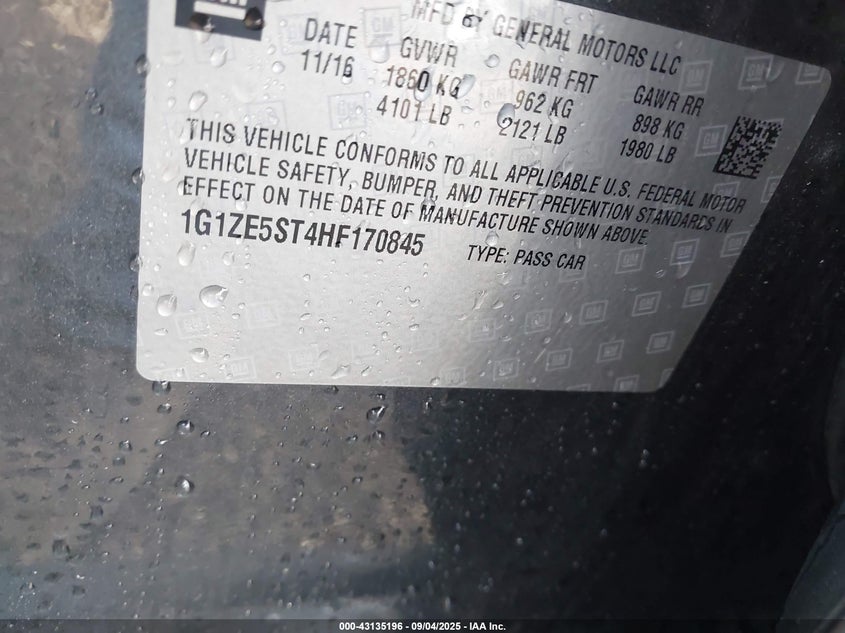 MFD BY GENERAL MOTORS LLC
DATE GVWR GAWR FRT GAWR RR
11/16 1860 KG 962 KG 898 KG
4101 LB 2121 LB 1980 LB
THIS VEHICLE CONFORMS TO ALL APPLICABLE U.S. FEDERAL MOTOR
VEHICLE SAFETY, BUMPER, AND THEFT PREVENTION STANDARDS IN
EFFECT ON THE DATE OF MANUFACTURE SHOWN ABOVE.
1G1ZE5ST4HF170845 TYPE: PASS CAR
000-43135196 - 09/04/2025 - IAA Inc.